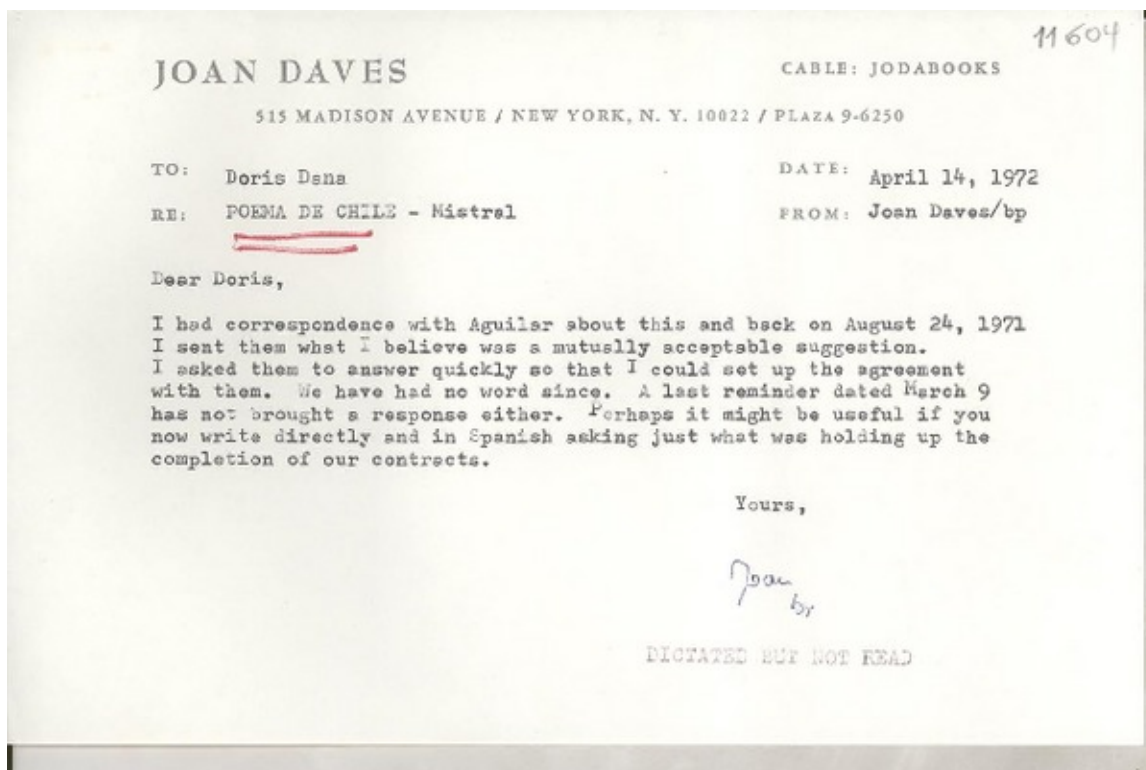 11604
JOAN DAVES
CABLE: JODABOOKS
515 MADISON AVENUE / NEW YORK, N. Y. 10022 / PLAZA 9-6250
TO: Doris Dana
DATE: April 14, 1972
RE: POEMA DE CHILE - Mistral
FROM: Joan Daves/bp
Dear Doris,
I had correspondence with Aguilar about this and back on August 24, 1971
I sent them what I believe was a mutually acceptable suggestion.
I asked them to answer quickly so that I could set up the agreement
with them. We have had no word since. A last reminder dated March 9
has not brought a response either. Perhaps it might be useful if you
now write directly and in Spanish asking just what was holding up the
completion of our contracts.
Yours,
Joan
bp
DICTATED BUT NOT READ